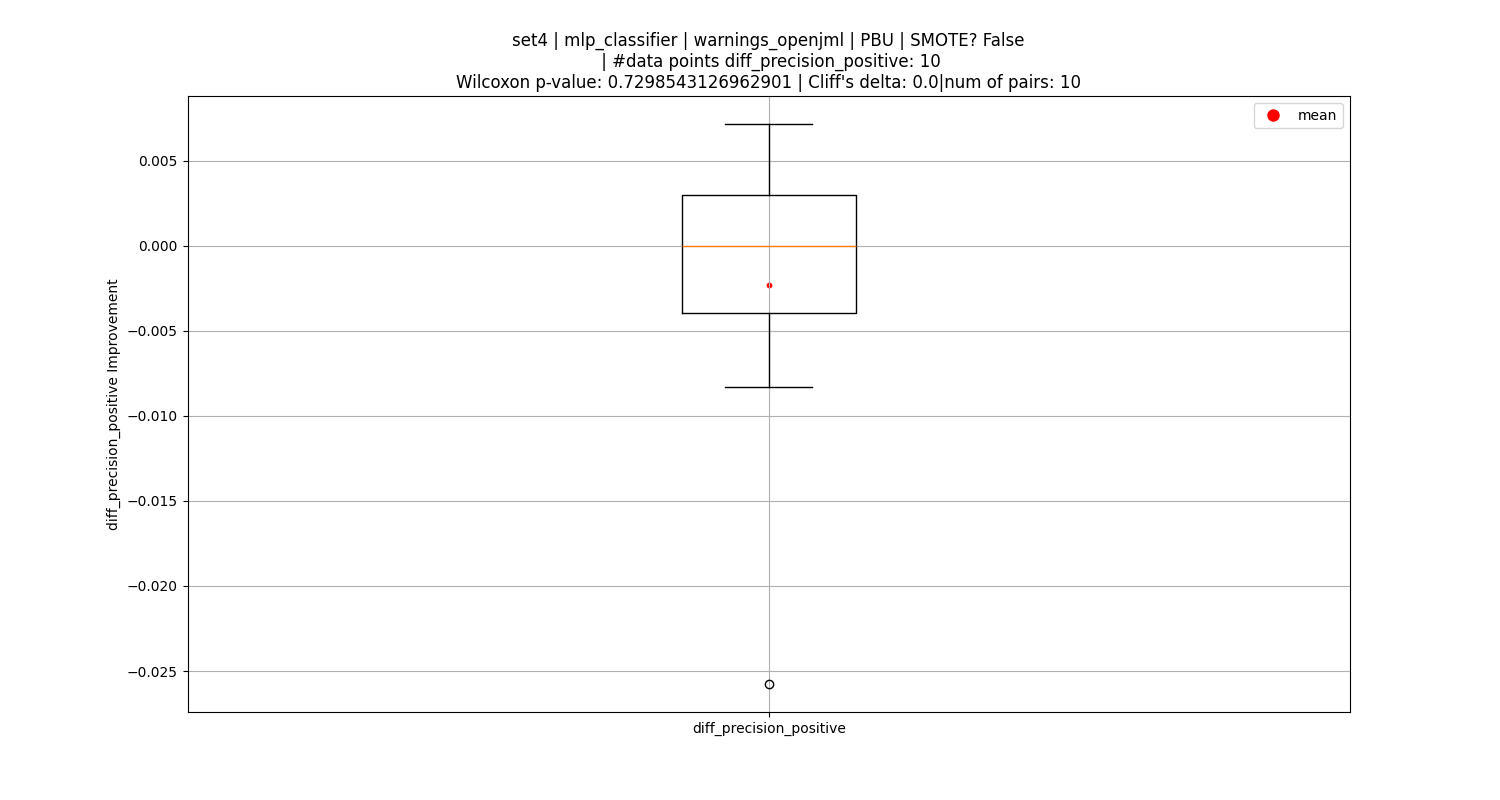 set4 | mlp_classifier | warnings_openjml | PBU | SMOTE? False
| #data points diff_precision_positive: 10
Wilcoxon p-value: 0.7298543126962901 | Cliff's delta: 0.0|num of pairs: 10
mean
0.005
0.000
−0.005
−0.010
−0.015
−0.020
−0.025
diff_precision_positive Improvement
diff_precision_positive